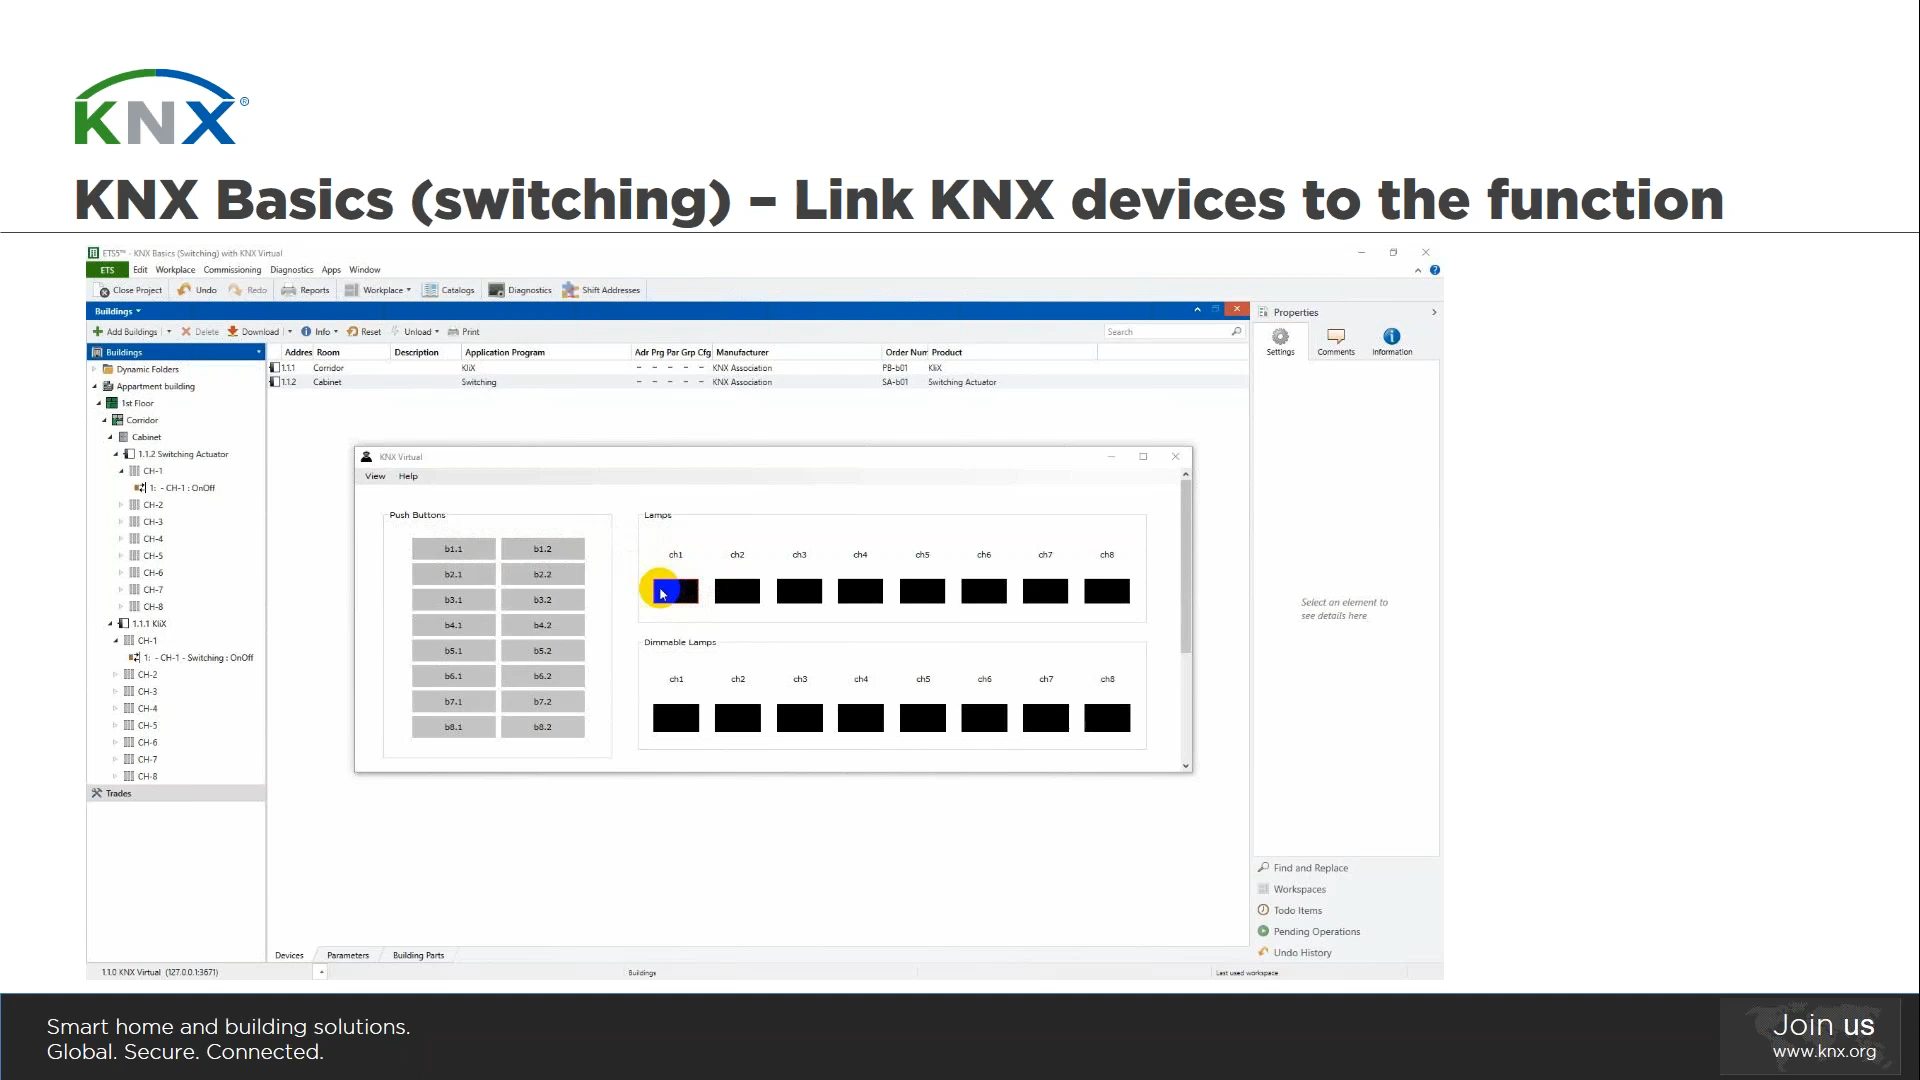 KNX®
KNX Basics (switching) – Link KNX devices to the function
ETS5™ - KNX Basics (Switching) with KNX Virtual
ETS Edit Workplace Commissioning Diagnostics Apps Window
Close Project Undo Redo Reports Workplace Catalogs Diagnostics Shift Addresses
Buildings
Add Buildings Delete Download Info Reset Unload Print Search
Buildings
Dynamic Folders
Appartment building
1st Floor
Corridor
Cabinet
1.1.2 Switching Actuator
CH-1
1: - CH-1 : OnOff
CH-2
CH-3
CH-4
CH-5
CH-6
CH-7
CH-8
1.1.1 KliX
CH-1
1: - CH-1 - Switching : OnOff
CH-2
CH-3
CH-4
CH-5
CH-6
CH-7
CH-8
Trades
Addres Room Description Application Program Adr Prg Par Grp Cfg Manufacturer Order Num Product
1.1.1 Corridor KliX - - - - - KNX Association PB-b01 KliX
1.1.2 Cabinet Switching - - - - - KNX Association SA-b01 Switching Actuator
KNX Virtual
View Help
Push Buttons
b1.1 b1.2
b2.1 b2.2
b3.1 b3.2
b4.1 b4.2
b5.1 b5.2
b6.1 b6.2
b7.1 b7.2
b8.1 b8.2
Lamps
ch1 ch2 ch3 ch4 ch5 ch6 ch7 ch8
Dimmable Lamps
ch1 ch2 ch3 ch4 ch5 ch6 ch7 ch8
Properties
Settings Comments Information
Select an element to
see details here
Find and Replace
Workspaces
Todo Items
Pending Operations
Undo History
Devices Parameters Building Parts
1.1.0 KNX Virtual (127.0.0.1:3671) Buildings Last used workspace
Smart home and building solutions.
Global. Secure. Connected.
Join us
www.knx.org